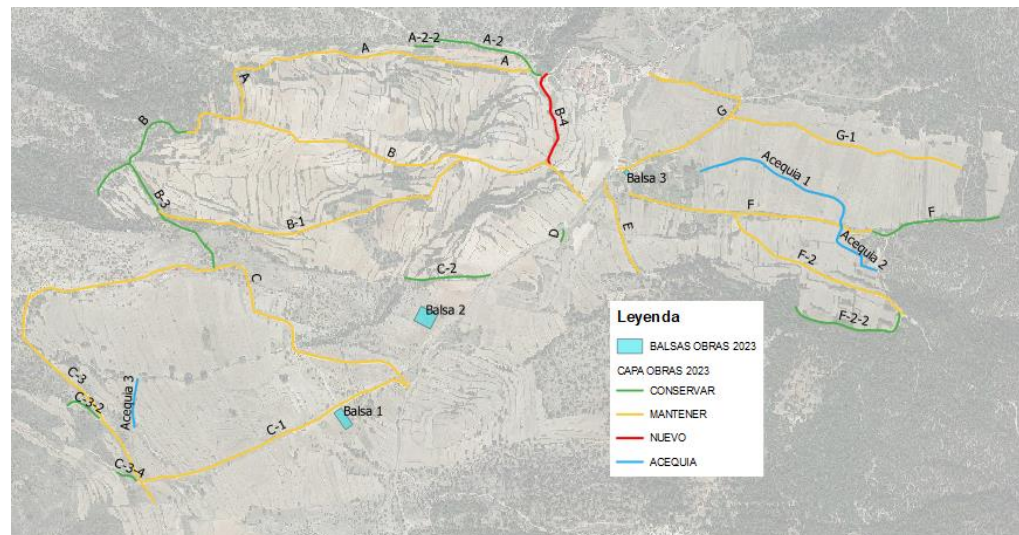 A-2-2
A-2
A
A
A
B-4
G
G-1
B
B
Acequia 1
Balsa 3
B-3
F
F
B-1
E
D
Acequia 2
C
C-2
F-2
Balsa 2
F-2-2
C-3
C-3-2
Acequia 3
Balsa 1
C-1
C-3-4
Leyenda
BALSAS OBRAS 2023
CAPA OBRAS 2023
CONSERVAR
MANTENER
NUEVO
ACEQUIA